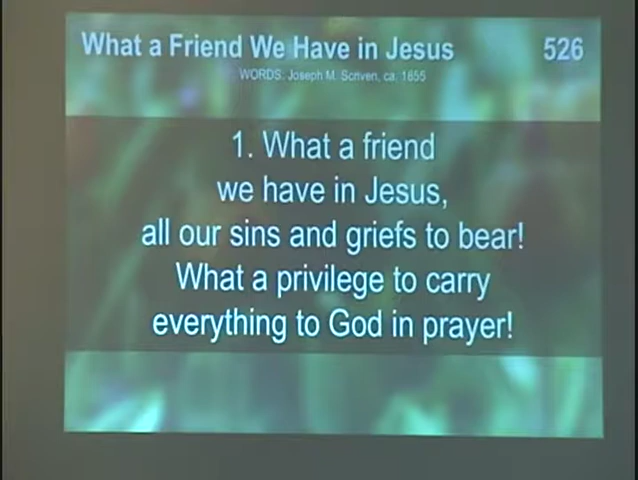 What a Friend We Have in Jesus 526
WORDS: Joseph M. Scriven, ca. 1855
1. What a friend
we have in Jesus,
all our sins and griefs to bear!
What a privilege to carry
everything to God in prayer!